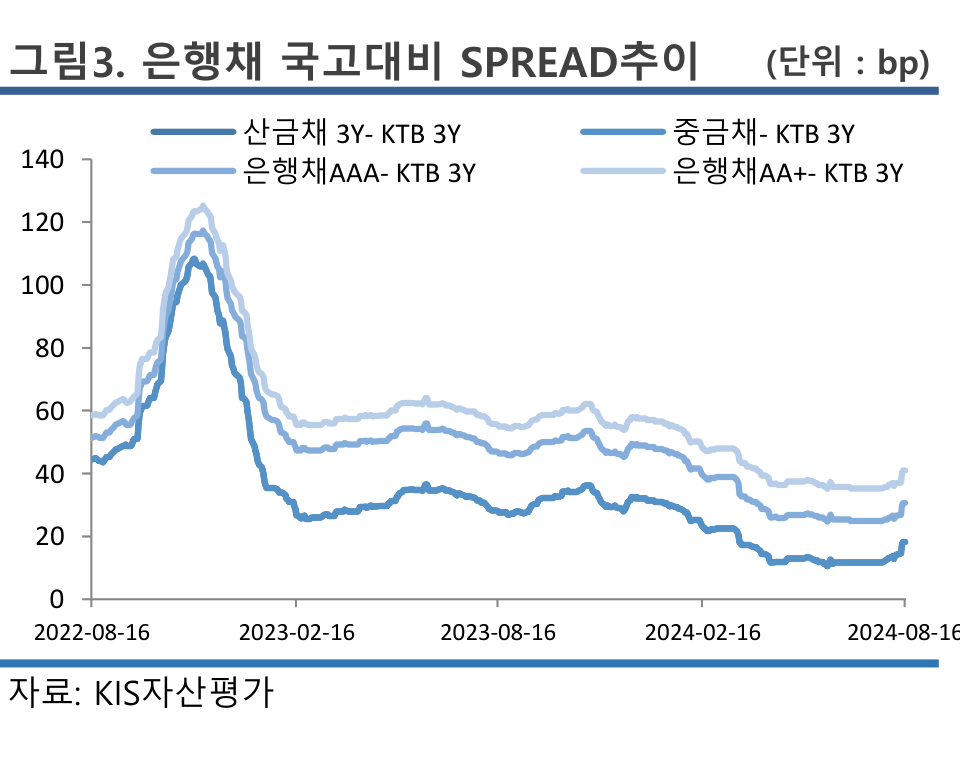 그림3. 은행채 국고대비 SPREAD추이 (단위 : bp)
산금채 3Y- KTB 3Y 중금채- KTB 3Y
은행채AAA- KTB 3Y 은행채AA+- KTB 3Y
140
120
100
80
60
40
20
0
2022-08-16 2023-02-16 2023-08-16 2024-02-16 2024-08-16
자료: KIS자산평가